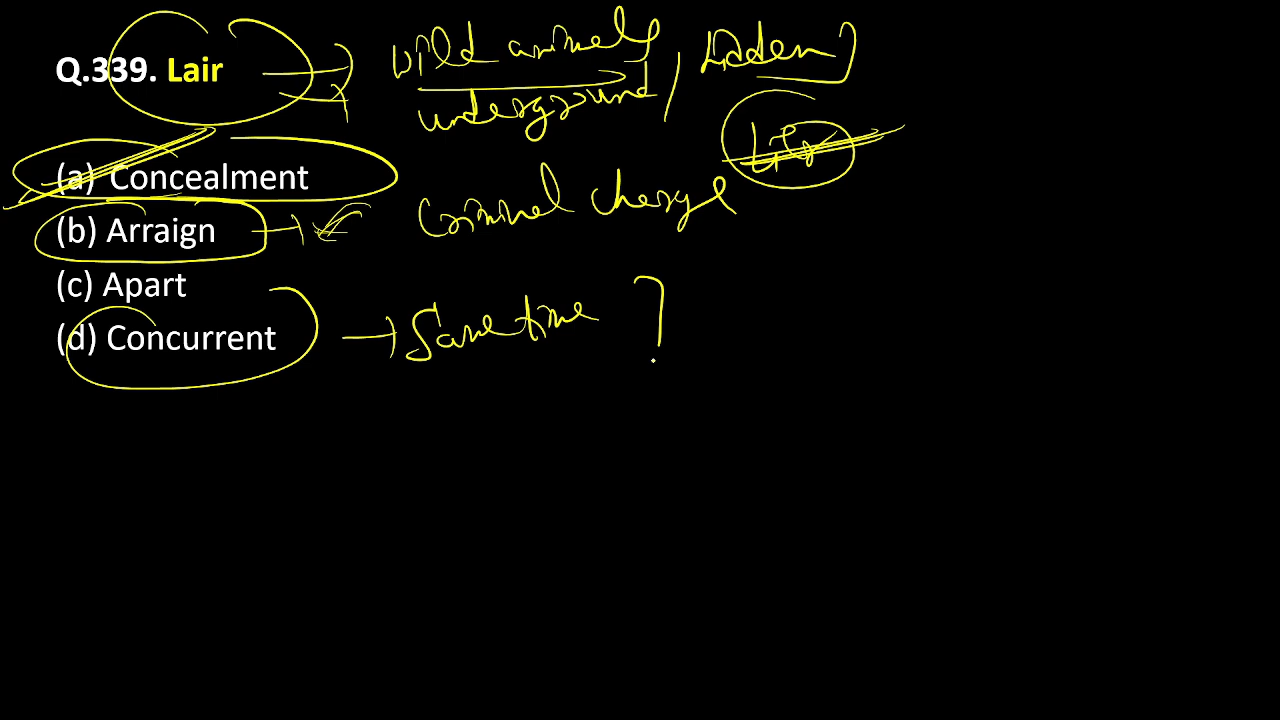 Q.339. Lair wild animals
underground / hidden
(a) Concealment
(b) Arraign criminal charge
(c) Apart
(d) Concurrent Same time